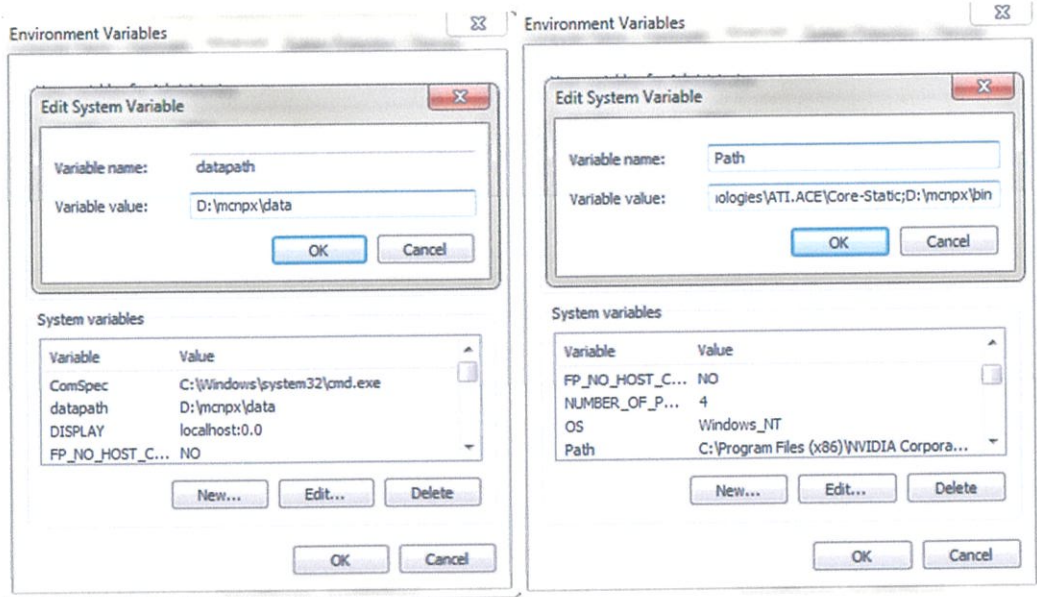 Environment Variables
Edit System Variable
Variable name: datapath
Variable value: D:\mcnpx\data
OK Cancel
System variables
Variable Value
ComSpec C:\Windows\system32\cmd.exe
datapath D:\mcnpx\data
DISPLAY localhost:0.0
FP_NO_HOST_C... NO
New... Edit... Delete
OK Cancel
Environment Variables
Edit System Variable
Variable name: Path
Variable value: ologies\ATI.ACE\Core-Static;D:\mcnpx\bin
OK Cancel
System variables
Variable Value
FP_NO_HOST_C... NO
NUMBER_OF_P... 4
OS Windows_NT
Path C:\Program Files (x86)\NVIDIA Corpora...
New... Edit... Delete
OK Cancel